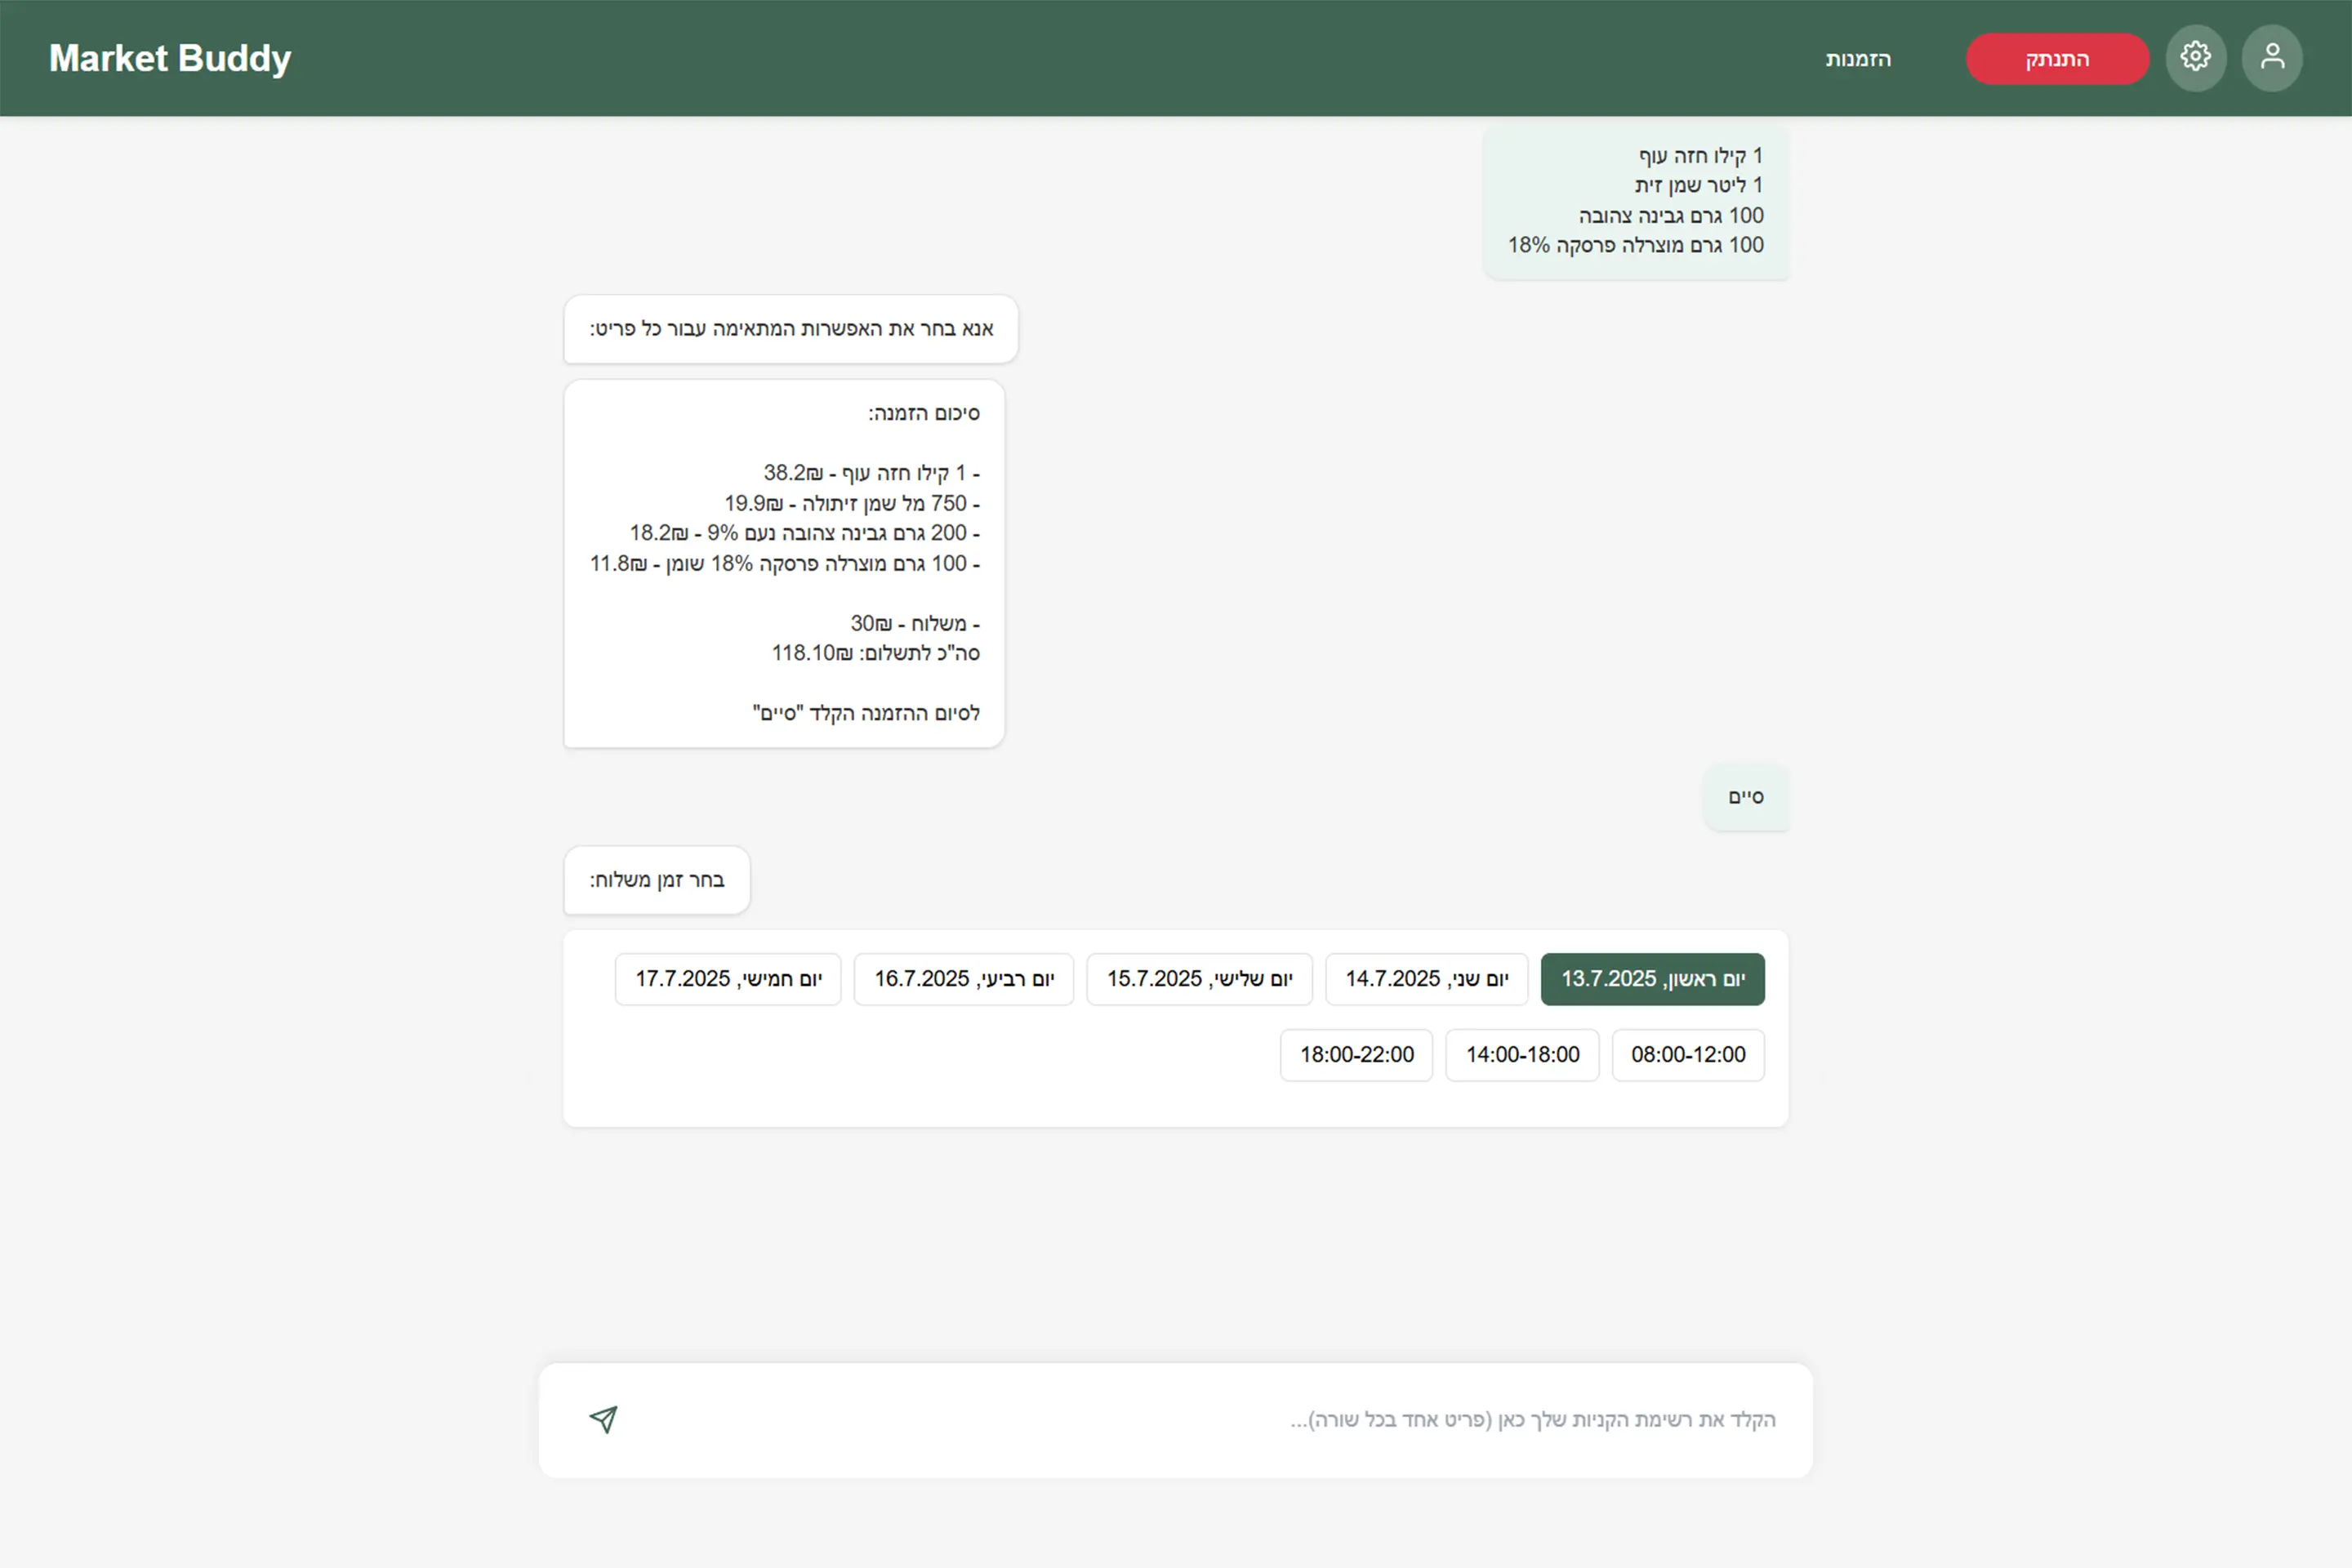 Market Buddy
הזמנות
התנתק
1 קילו חזה עוף
1 ליטר שמן זית
100 גרם גבינה צהובה
100 גרם מוצרלה פרסקה 18%
אנא בחר את האפשרות המתאימה עבור כל פריט:
סיכום הזמנה:
- 1 קילו חזה עוף - ₪38.2
- 750 מל שמן זיתולה - ₪19.9
- 200 גרם גבינה צהובה נעם 9% - ₪18.2
- 100 גרם מוצרלה פרסקה 18% שומן - ₪11.8
- משלוח - ₪30
סה"כ לתשלום: ₪118.10
לסיום ההזמנה הקלד "סיים"
סיים
בחר זמן משלוח:
יום ראשון, 13.7.2025
יום שני, 14.7.2025
יום שלישי, 15.7.2025
יום רביעי, 16.7.2025
יום חמישי, 17.7.2025
08:00-12:00
14:00-18:00
18:00-22:00
הקלד את רשימת הקניות שלך כאן (פריט אחד בכל שורה)...